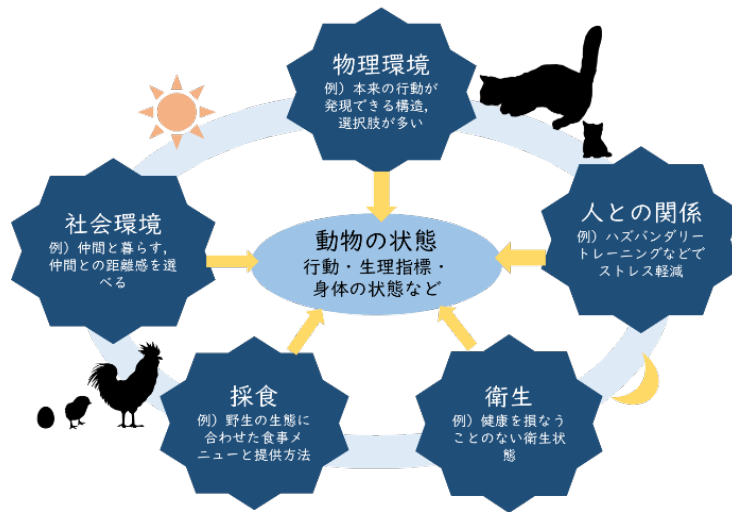 物理環境
例）本来の行動が
発現できる構造，
選択肢が多い
社会環境
例）仲間と暮らす，
仲間との距離感を選
べる
動物の状態
行動・生理指標・
身体の状態など
人との関係
例）ハズバンダリー
トレーニングなどで
ストレス軽減
採食
例）野生の生態に
合わせた食事メ
ニューと提供方法
衛生
例）健康を損なう
ことのない衛生状
態